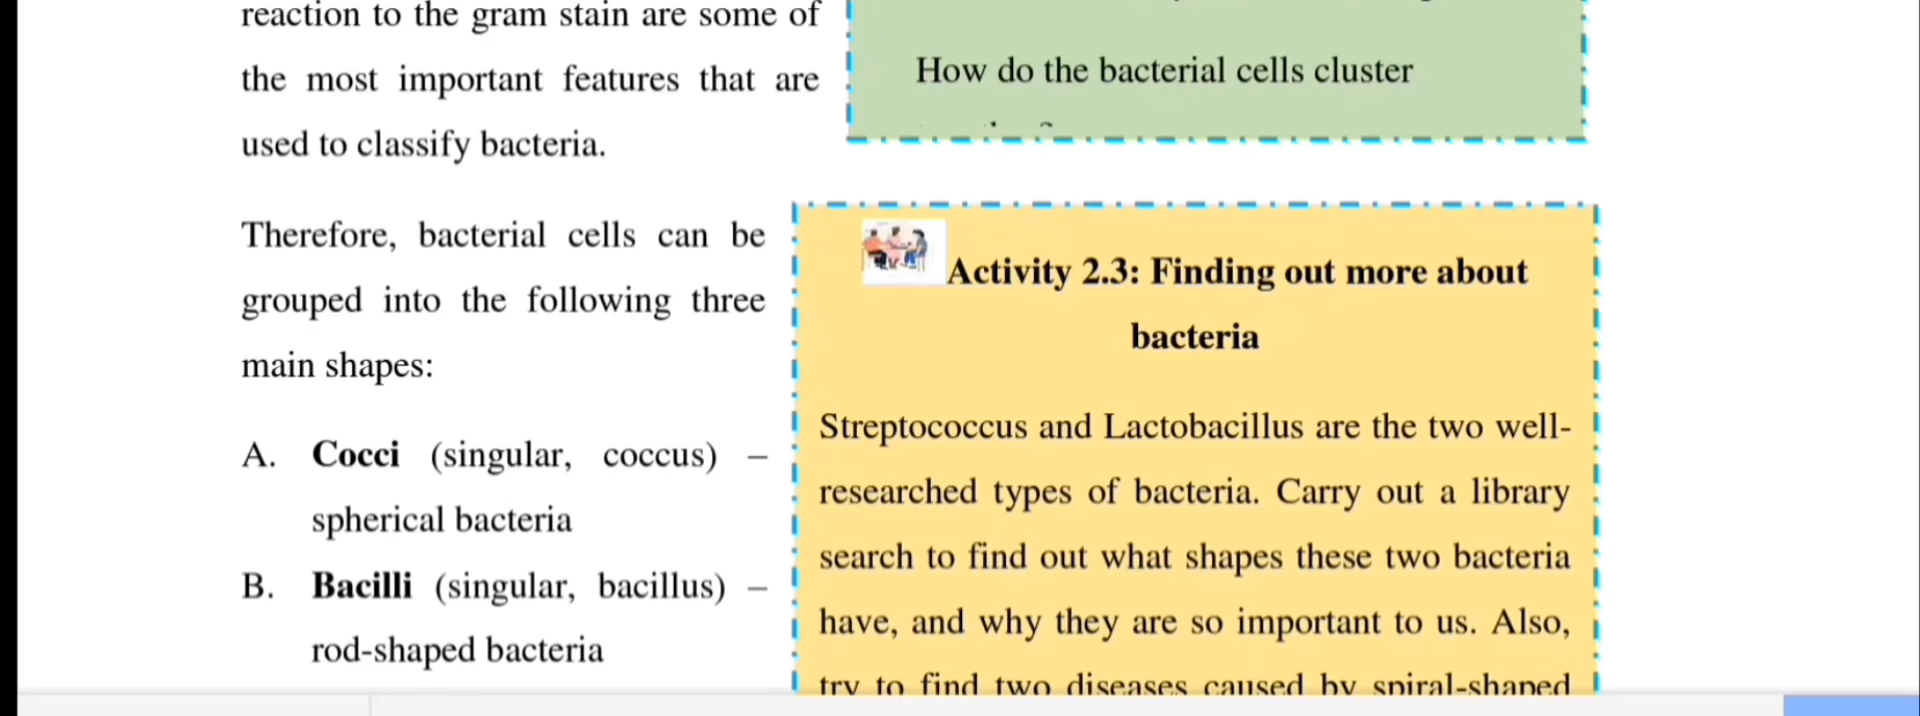 reaction to the gram stain are some of
the most important features that are
used to classify bacteria.
Therefore, bacterial cells can be
grouped into the following three
main shapes:
A. Cocci (singular, coccus) –
spherical bacteria
B. Bacilli (singular, bacillus) –
rod-shaped bacteria
How do the bacterial cells cluster
Activity 2.3: Finding out more about
bacteria
Streptococcus and Lactobacillus are the two well-
researched types of bacteria. Carry out a library
search to find out what shapes these two bacteria
have, and why they are so important to us. Also,
try to find two diseases caused by spiral-shaped